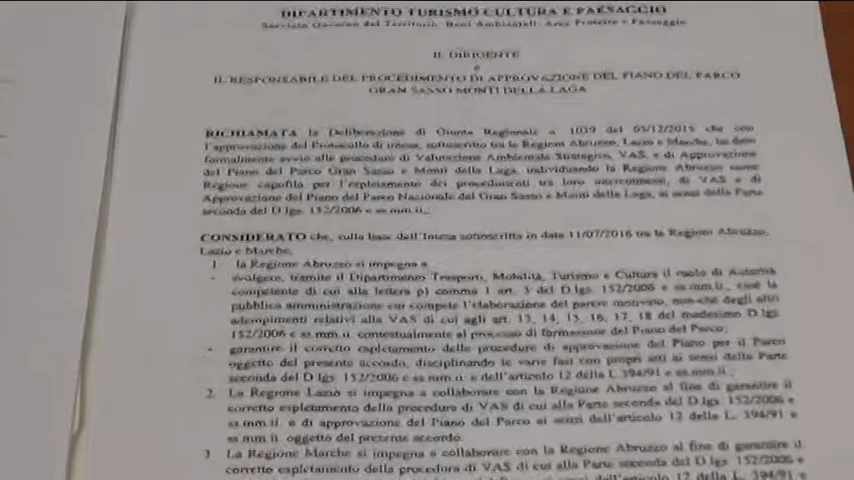 DIPARTIMENTO TURISMO CULTURA E PAESAGGIO
Servizio Governo del Territorio, Beni Ambientali, Aree Protette e Paesaggio
IL DIRIGENTE
e
IL RESPONSABILE DEL PROCEDIMENTO DI APPROVAZIONE DEL PIANO DEL PARCO
GRAN SASSO MONTI DELLA LAGA
RICHIAMATA la Deliberazione di Giunta Regionale n 1039 del 03/12/2015 che con
l'approvazione del Protocollo di intesa, sottoscritto tra le Regioni Abruzzo, Lazio e Marche, ha dato
formalmente avvio alle procedure di Valutazione Ambientale Strategica, VAS, e di Approvazione
del Piano del Parco Gran Sasso e Monti della Laga, individuando la Regione Abruzzo come
Regione capofila per l'espletamento dei procedimenti tra loro interconnessi, di VAS e di
Approvazione del Piano del Parco Nazionale del Gran Sasso e Monti della Laga, ai sensi della Parte
seconda del D.lgs. 152/2006 e ss.mm.ii.;
CONSIDERATO che, sulla base dell'Intesa sottoscritta in data 11/07/2016 tra le Regioni Abruzzo,
Lazio e Marche:
1. la Regione Abruzzo si impegna a
- svolgere, tramite il Dipartimento Trasporti, Mobilità, Turismo e Cultura il ruolo di Autorità
competente di cui alla lettera p) comma 1 art. 5 del D.lgs. 152/2006 e ss.mm.ii., cioè la
pubblica amministrazione cui compete l'elaborazione del parere motivato, nonché degli altri
adempimenti relativi alla VAS di cui agli artt. 13, 14, 15, 16, 17, 18 del medesimo D.lgs.
152/2006 e ss.mm.ii. contestualmente al processo di formazione del Piano del Parco;
- garantire il corretto espletamento delle procedure di approvazione del Piano per il Parco
oggetto del presente accordo, disciplinando le varie fasi con propri atti ai sensi della Parte
seconda del D.lgs. 152/2006 e ss.mm.ii. e dell'articolo 12 della L. 394/91 e ss.mm.ii.;
2. La Regione Lazio si impegna a collaborare con la Regione Abruzzo al fine di garantire il
corretto espletamento della procedura di VAS di cui alla Parte seconda del D.lgs. 152/2006 e
ss.mm.ii. e di approvazione del Piano del Parco ai sensi dell'articolo 12 della L. 394/91 e
ss.mm.ii. oggetto del presente accordo.
3. La Regione Marche si impegna a collaborare con la Regione Abruzzo al fine di garantire il
corretto espletamento della procedura di VAS di cui alla Parte seconda del D.lgs. 152/2006 e
dell'articolo 12 della L. 394/91 e